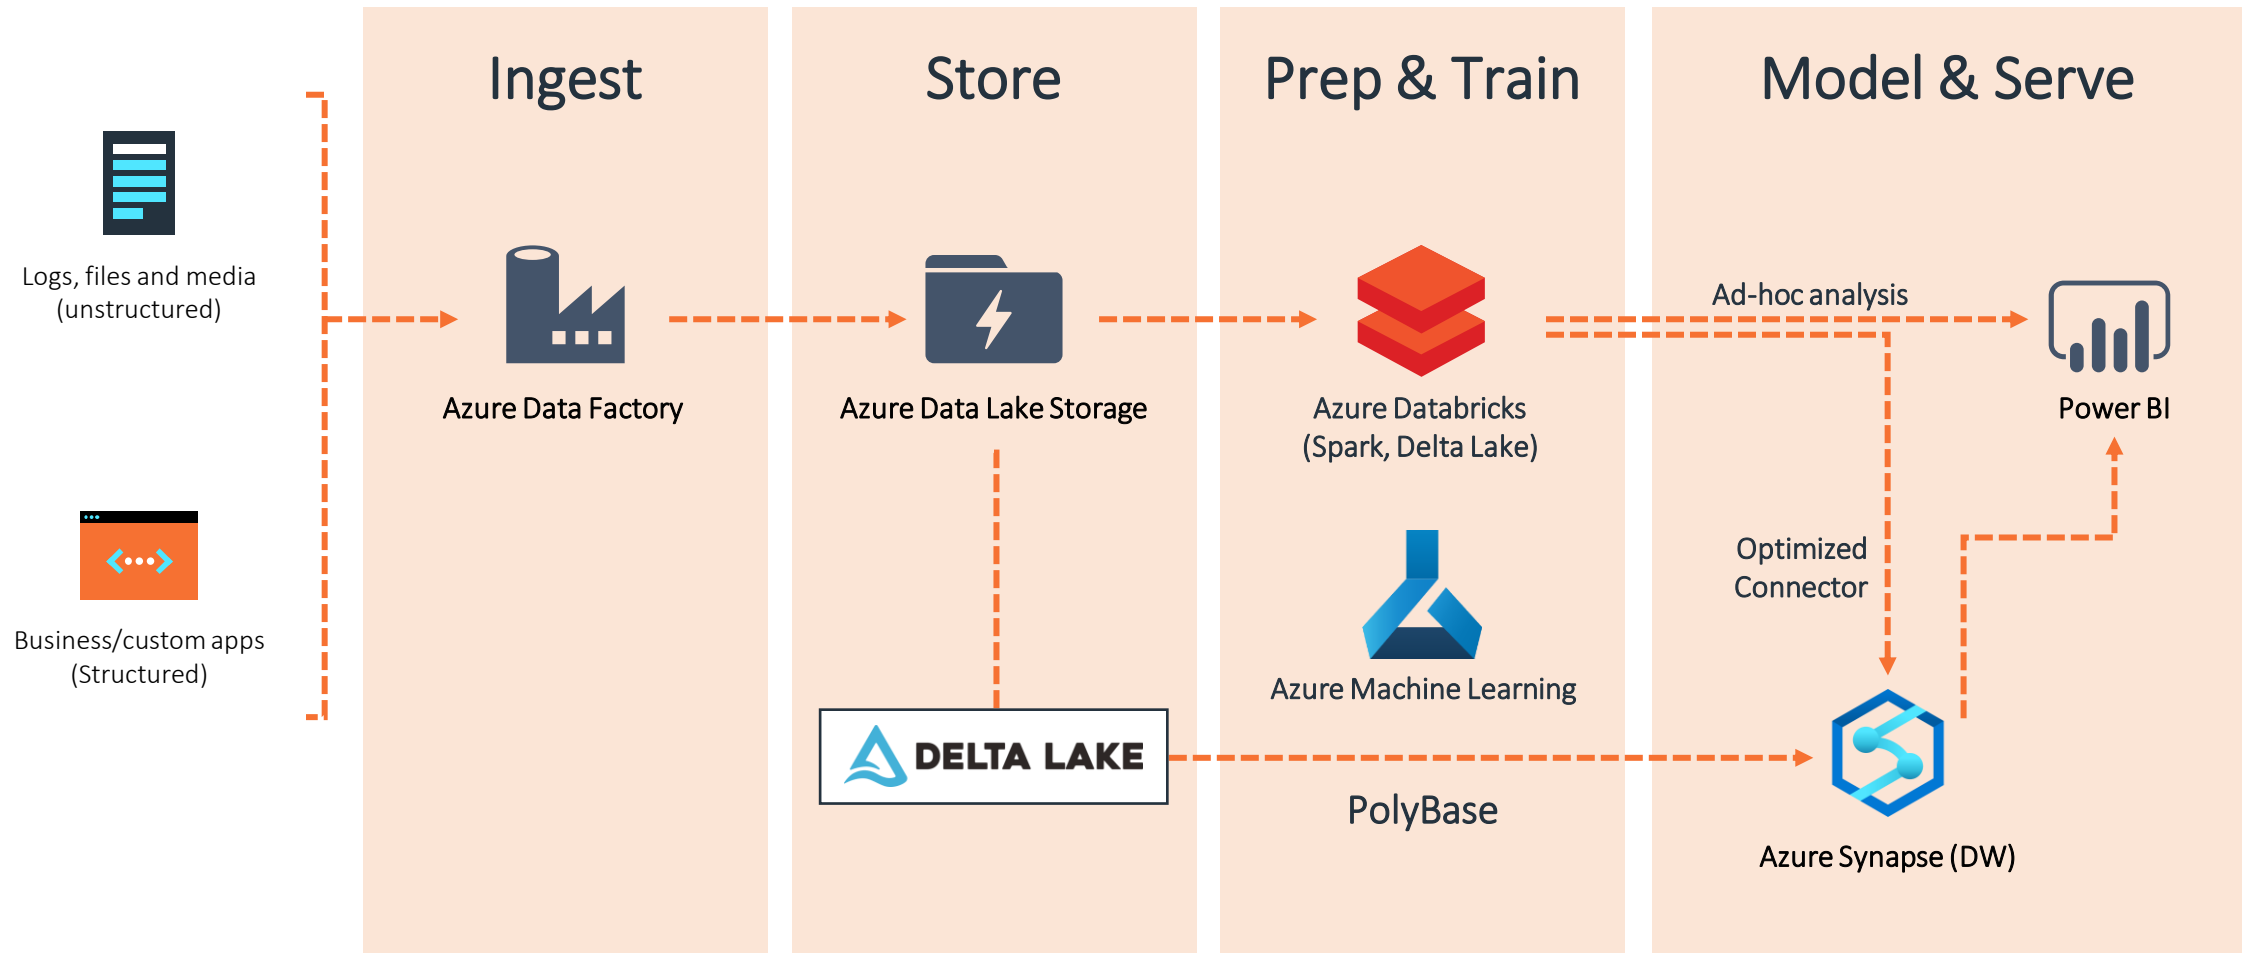 Ingest
Store
Prep & Train
Model & Serve
Logs, files and media
(unstructured)
Business/custom apps
(Structured)
Azure Data Factory
Azure Data Lake Storage
DELTA LAKE
Azure Databricks
(Spark, Delta Lake)
Azure Machine Learning
PolyBase
Ad-hoc analysis
Optimized
Connector
Power BI
Azure Synapse (DW)